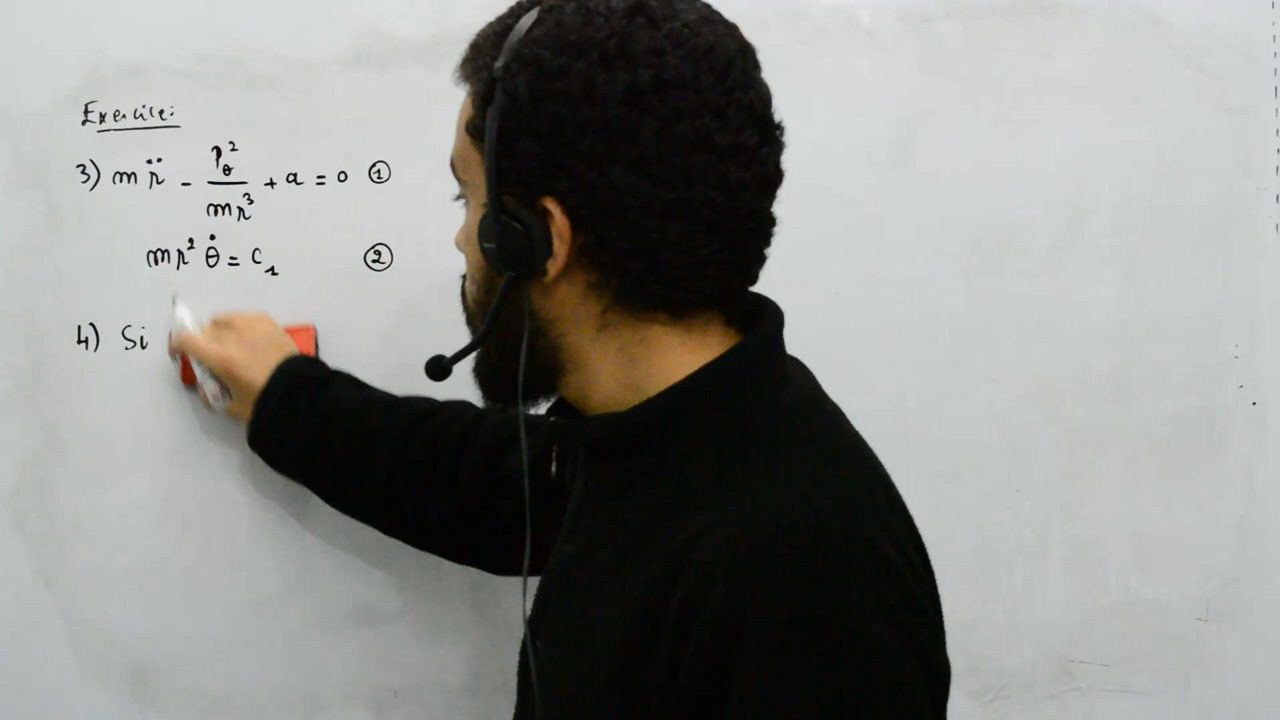 Exercice:
3) m r̈ - p_θ² / (m r³) + a = 0 ①
m r² θ̇ = C₁ ②
4) Si